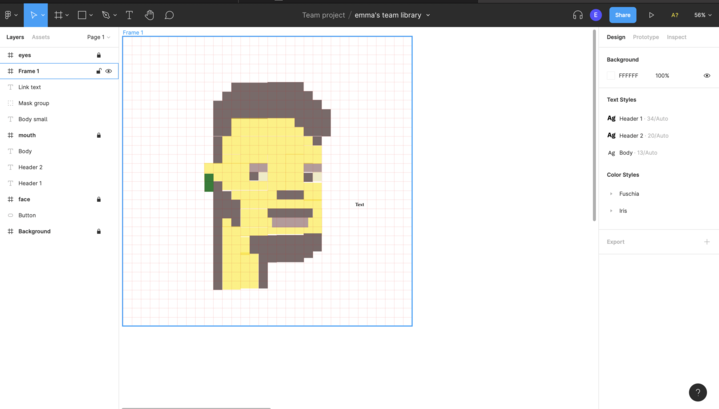 Team project / emma's team library
E
Share
A?
56%
Layers
Assets
Page 1
eyes
Frame 1
Link text
Mask group
Body small
mouth
Body
Header 2
Header 1
face
Button
Background
Frame 1
Text
Design
Prototype
Inspect
Background
FFFFFF 100%
Text Styles
Ag Header 1 · 34/Auto
Ag Header 2 · 20/Auto
Ag Body · 13/Auto
Color Styles
Fuschia
Iris
Export
?